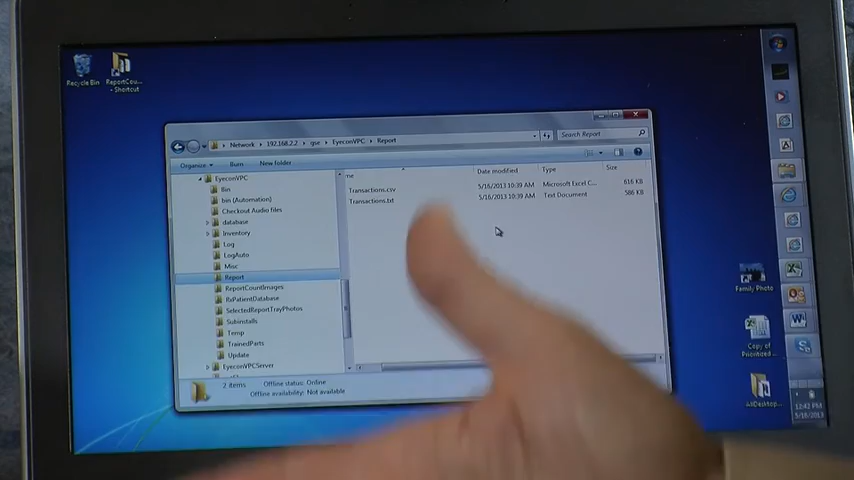 Recycle Bin
ReportCou...
- Shortcut
Network
192.168.2.2
gse
EyeconVPC
Report
Search Report
Organize
Burn
New folder
EyeconVPC
Bin
bin (Automation)
Checkout Audio files
database
Inventory
Log
LogAuto
Misc
Report
ReportCountImages
RxPatientDatabase
SelectedReportTrayPhotos
Subinstalls
Temp
TrainedParts
Update
EyeconVPCServer
me
Date modified
Type
Size
Transactions.csv
5/16/2013 10:39 AM
Microsoft Excel C...
616 KB
Transactions.txt
5/16/2013 10:39 AM
Text Document
586 KB
2 items
Offline status: Online
Offline availability: Not available
Family Photo
Copy of
Prioritized...
AllDesktop...
12:43 PM
5/16/2013